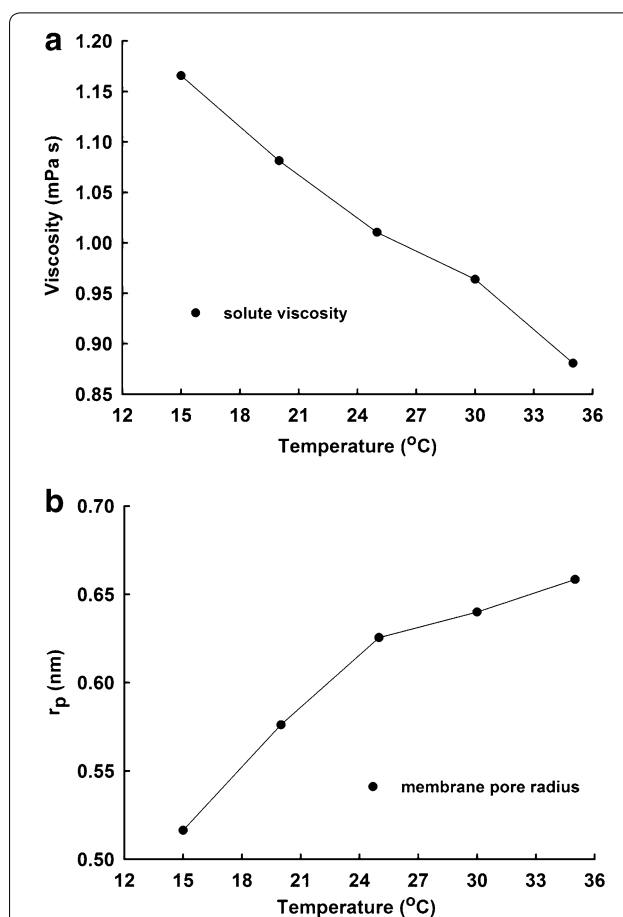 a
1.20
1.15
1.10
1.05
1.00
0.95
0.90
0.85
Viscosity (mPa s)
solute viscosity
12 15 18 21 24 27 30 33 36
Temperature (°C)
b
0.70
0.65
0.60
0.55
0.50
rp (nm)
membrane pore radius
12 15 18 21 24 27 30 33 36
Temperature (°C)